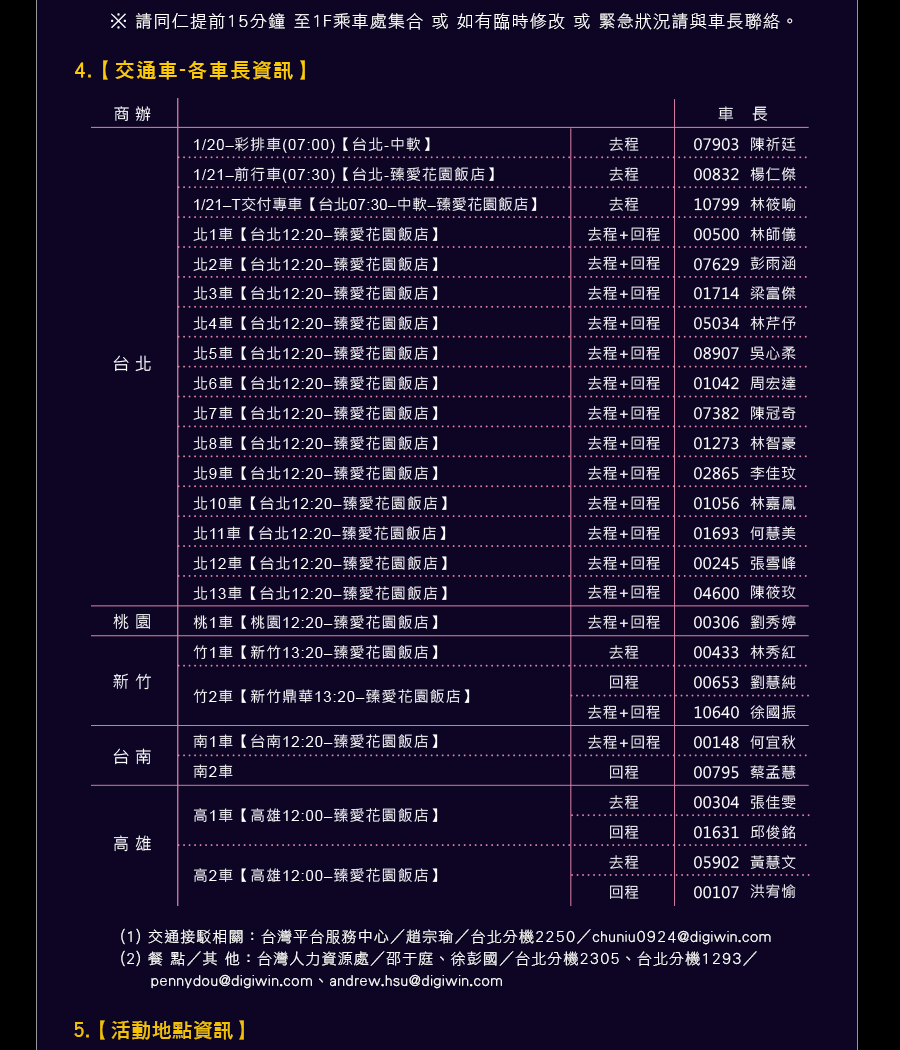 ※ 請同仁提前15分鐘 至1F乘車處集合 或 如有臨時修改 或 緊急狀況請與車長聯絡。
4.【交通車-各車長資訊】
商辦 車 長
1/20–彩排車(07:00)【台北-中軟】 去程 07903 陳祈廷
1/21–前行車(07:30)【台北-臻愛花園飯店】 去程 00832 楊仁傑
1/21–T交付專車【台北07:30–中軟–臻愛花園飯店】 去程 10799 林筱喻
北1車【台北12:20–臻愛花園飯店】 去程+回程 00500 林師儀
北2車【台北12:20–臻愛花園飯店】 去程+回程 07629 彭雨涵
北3車【台北12:20–臻愛花園飯店】 去程+回程 01714 梁富傑
北4車【台北12:20–臻愛花園飯店】 去程+回程 05034 林芹伃
台北
北5車【台北12:20–臻愛花園飯店】 去程+回程 08907 吳心柔
北6車【台北12:20–臻愛花園飯店】 去程+回程 01042 周宏達
北7車【台北12:20–臻愛花園飯店】 去程+回程 07382 陳冠奇
北8車【台北12:20–臻愛花園飯店】 去程+回程 01273 林智豪
北9車【台北12:20–臻愛花園飯店】 去程+回程 02865 李佳玟
北10車【台北12:20–臻愛花園飯店】 去程+回程 01056 林嘉鳳
北11車【台北12:20–臻愛花園飯店】 去程+回程 01693 何慧美
北12車【台北12:20–臻愛花園飯店】 去程+回程 00245 張雪峰
北13車【台北12:20–臻愛花園飯店】 去程+回程 04600 陳筱玫
桃園 桃1車【桃園12:20–臻愛花園飯店】 去程+回程 00306 劉秀婷
新竹
竹1車【新竹13:20–臻愛花園飯店】 去程 00433 林秀紅
竹2車【新竹鼎華13:20–臻愛花園飯店】
回程 00653 劉慧純
去程+回程 10640 徐國振
台南
南1車【台南12:20–臻愛花園飯店】 去程+回程 00148 何宜秋
南2車 回程 00795 蔡孟慧
高雄
高1車【高雄12:00–臻愛花園飯店】
去程 00304 張佳雯
回程 01631 邱俊銘
高2車【高雄12:00–臻愛花園飯店】
去程 05902 黃慧文
回程 00107 洪宥愉
(1) 交通接駁相關：台灣平台服務中心／趙宗瑜／台北分機2250／chuniu0924@digiwin.com
(2) 餐 點／其 他：台灣人力資源處／邵于庭、徐彭國／台北分機2305、台北分機1293／
pennydou@digiwin.com、andrew.hsu@digiwin.com
5.【活動地點資訊】